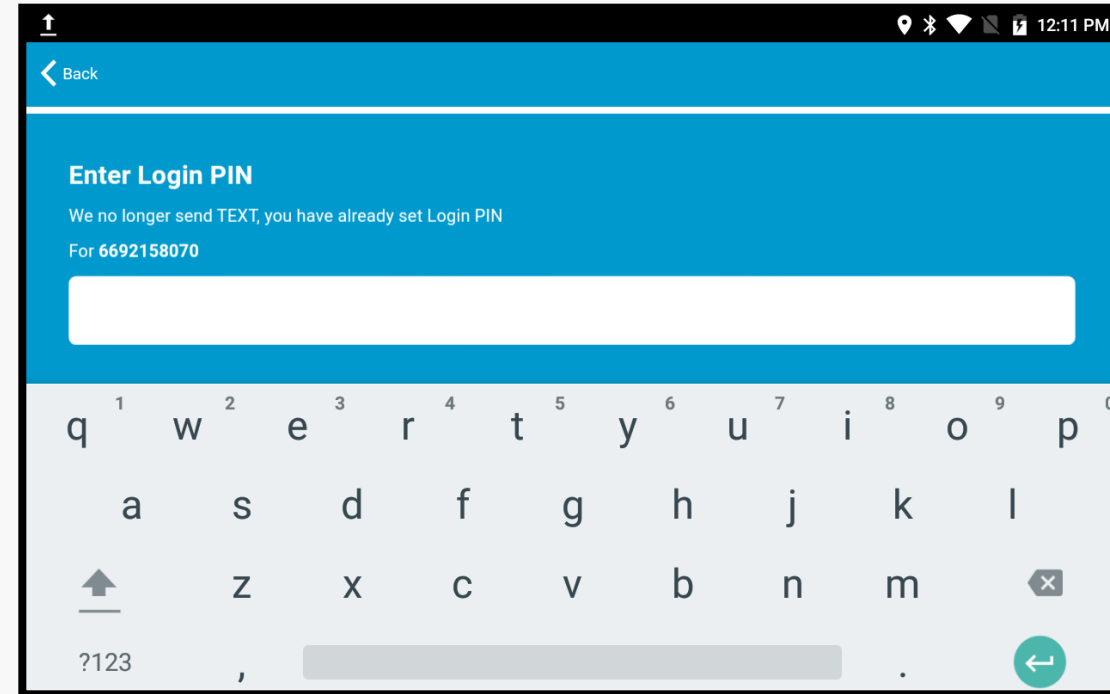 12:11 PM
Back
Enter Login PIN
We no longer send TEXT, you have already set Login PIN
For 6692158070
1 2 3 4 5 6 7 8 9 0
q w e r t y u i o p
a s d f g h j k l
z x c v b n m
?123 , .